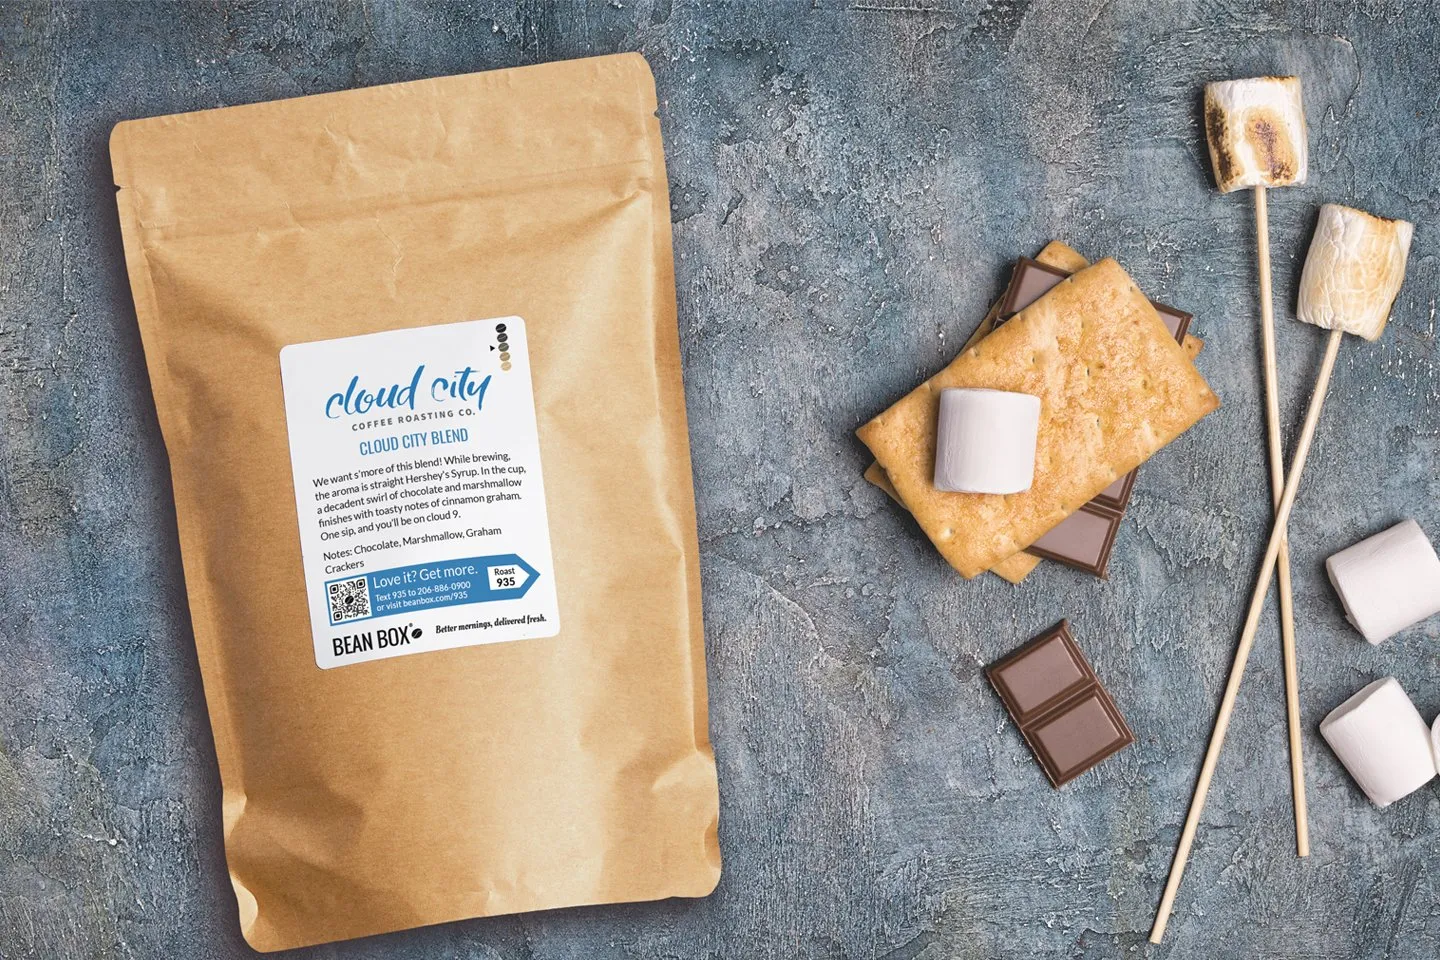 cloud city
COFFEE ROASTING CO.
CLOUD CITY BLEND
We want s'more of this blend! While brewing,
the aroma is straight Hershey's Syrup. In the cup,
a decadent swirl of chocolate and marshmallow
finishes with toasty notes of cinnamon graham.
One sip, and you'll be on cloud 9.
Notes: Chocolate, Marshmallow, Graham
Crackers
Love it? Get more.
Text 935 to 206-886-0900
or visit beanbox.com/935
Roast
935
BEAN BOX®
Better mornings, delivered fresh.